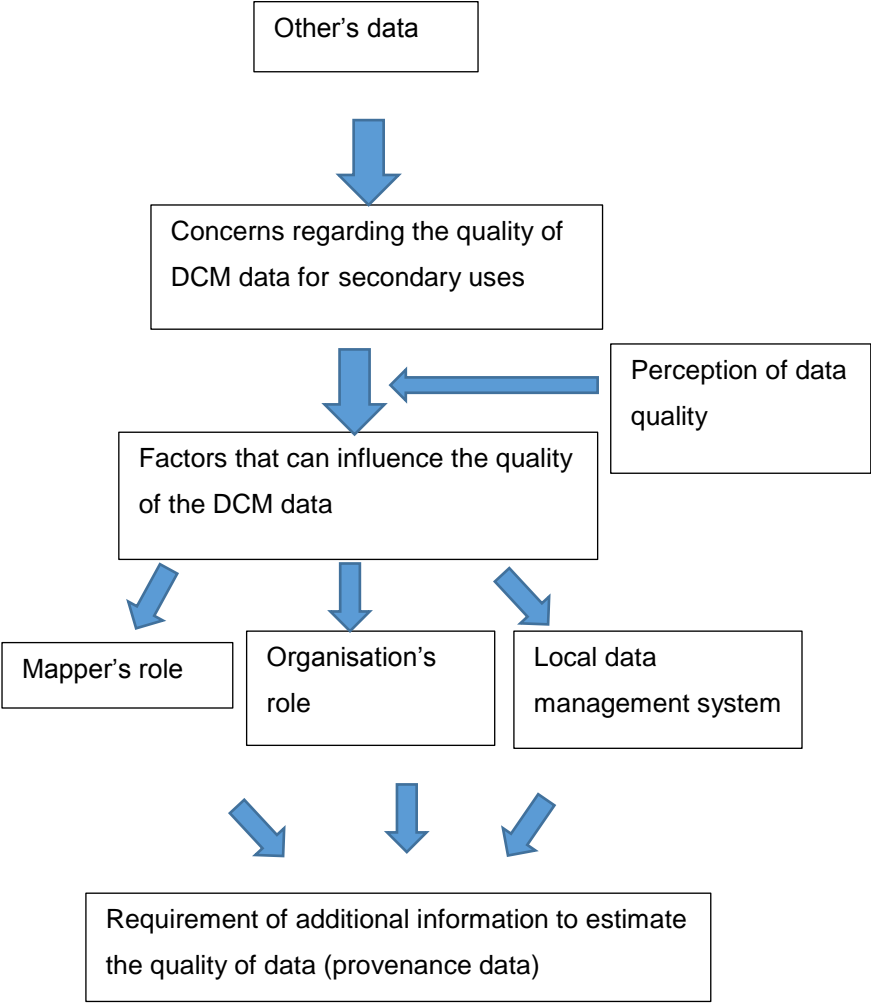 Other’s data
Concerns regarding the quality of
DCM data for secondary uses
Perception of data
quality
Factors that can influence the quality
of the DCM data
Mapper’s role
Organisation’s
role
Local data
management system
Requirement of additional information to estimate
the quality of data (provenance data)